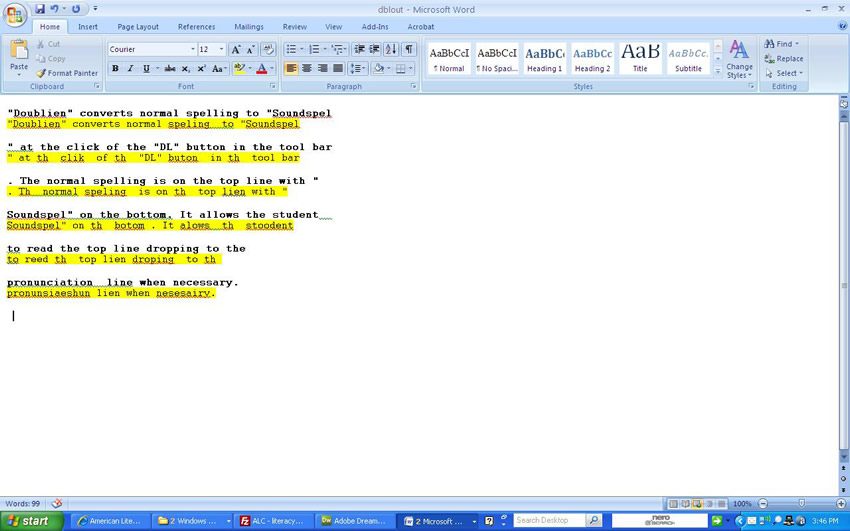 dblout - Microsoft Word
Home Insert Page Layout References Mailings Review View Add-Ins Acrobat
Paste
Cut
Copy
Format Painter
Clipboard
Courier 12
B I U abc x₂ x² Aa
Font
Paragraph
AaBbCcI AaBbCcI AaBbC AaBbCc AaB AaBbCc.
¶ Normal ¶ No Spaci... Heading 1 Heading 2 Title Subtitle
Change Styles
Styles
Find
Replace
Select
Editing
"Doublien" converts normal spelling to "Soundspel
"Doublien" converts normal speling to "Soundspel
" at the click of the "DL" button in the tool bar
" at th clik of th "DL" buton in th tool bar
. The normal spelling is on the top line with "
. Th normal speling is on th top lien with "
Soundspel" on the bottom. It allows the student
Soundspel" on th botom . It alows th stoodent
to read the top line dropping to the
to reed th top lien droping to th
pronunciation line when necessary.
pronunsiaeshun lien when nesesairy.
Words: 99
100%
start American Lite... 2 Windows ... ALC - literacy... Adobe Dream... 2 Microsoft ... Search Desktop nero SEARCH 3:46 PM